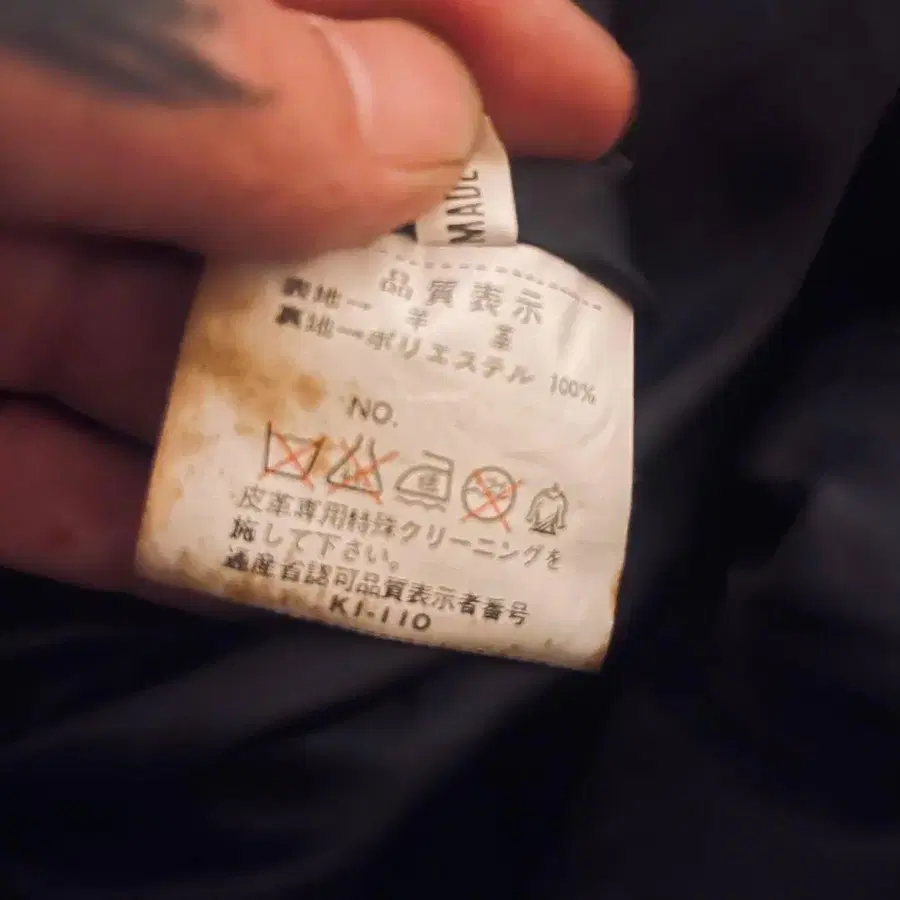 MADE
品質表示
表地ー羊革
裏地ーポリエステル 100%
NO.
皮革専用特殊クリーニングを
施して下さい。
通産省認可品質表示者番号
KI-110